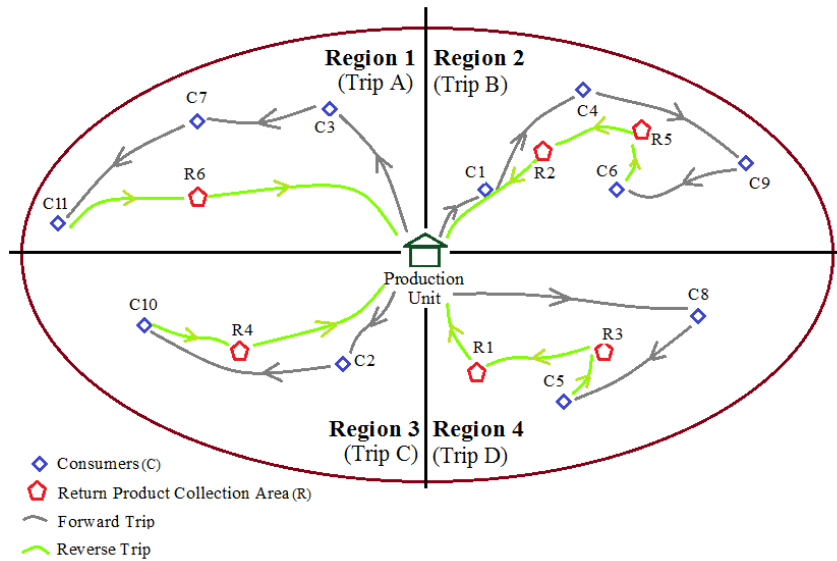 Region 1
(Trip A)
Region 2
(Trip B)
C7
C3
C11
R6
C4
C1
R2
R5
C6
C9
Production
Unit
C10
R4
C2
C8
R1
R3
C5
Region 3
(Trip C)
Region 4
(Trip D)
Consumers (C)
Return Product Collection Area (R)
Forward Trip
Reverse Trip